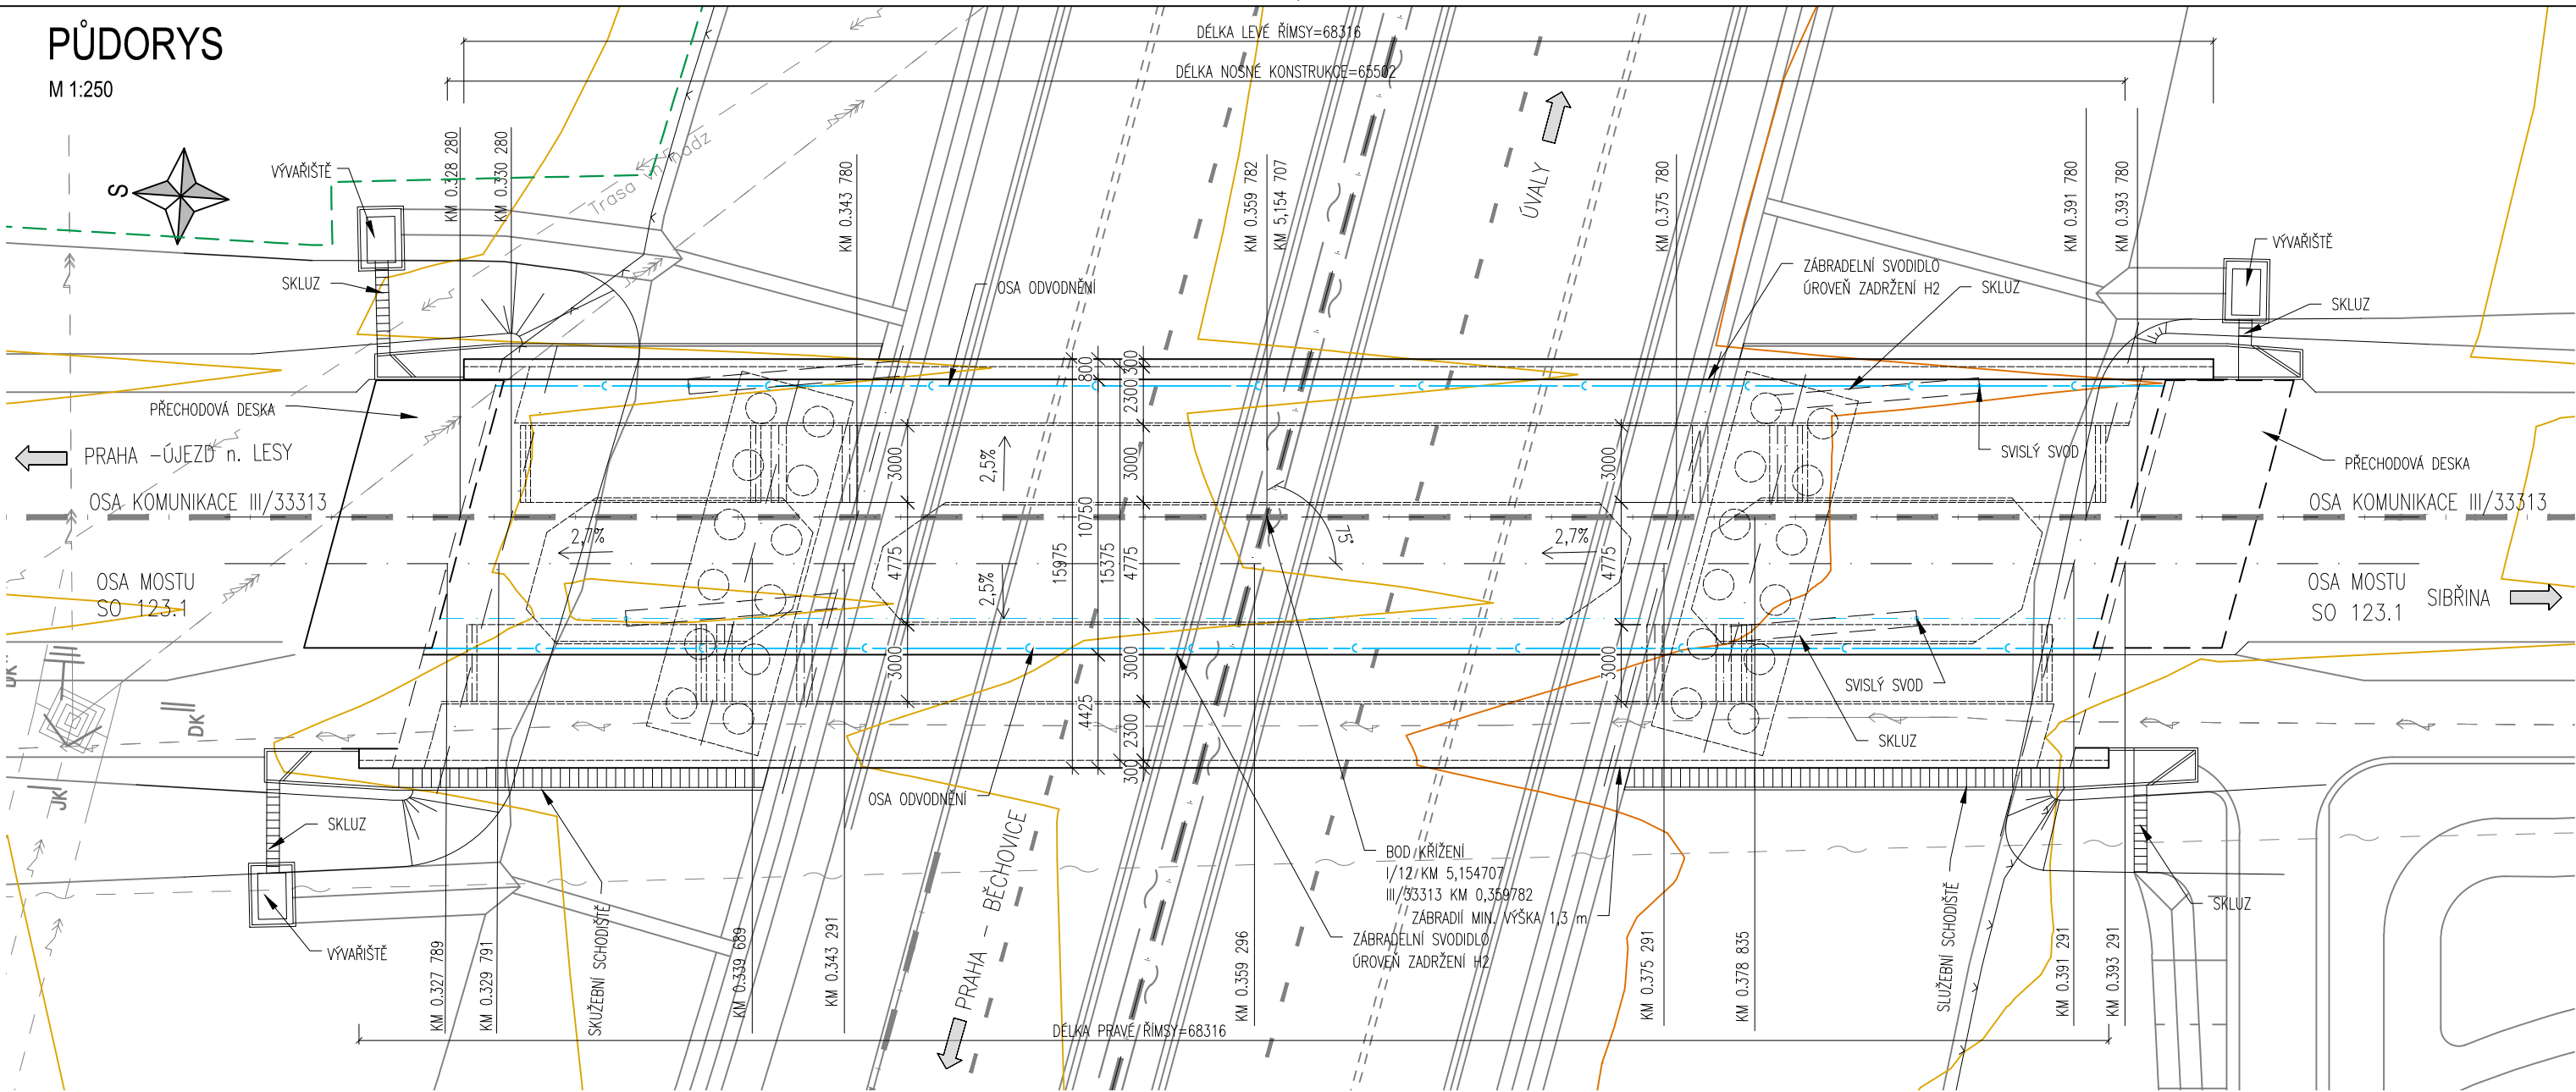 PŮDORYS
M 1:250
DÉLKA LEVÉ ŘÍMSY=68316
DÉLKA NOSNÉ KONSTRUKCE=65502
S
VÝVAŘIŠTĚ
SKLUZ
KM 0.328 280
KM 0.330 280
Trasa vn nadz
KM 0.343 780
KM 0.359 782
KM 5,154 707
ÚVALY
KM 0.375 780
KM 0.391 780
KM 0.393 780
VÝVAŘIŠTĚ
SKLUZ
OSA ODVODNĚNÍ
ZÁBRADELNÍ SVODIDLO
ÚROVEŇ ZADRŽENÍ H2
SKLUZ
PŘECHODOVÁ DESKA
PRAHA -ÚJEZD n. LESY
OSA KOMUNIKACE III/33313
OSA MOSTU
SO 123.1
2,7%
3000
4775
3000
2,5%
2,5%
15975
800
10750
4425
15375
300
2300
3000
4775
3000
2300
300
75°
2,7%
3000
4775
3000
SVISLÝ SVOD
PŘECHODOVÁ DESKA
OSA KOMUNIKACE III/33313
OSA MOSTU
SO 123.1
SIBŘINA
SVISLÝ SVOD
SKLUZ
DK
DK
JK
SKLUZ
VÝVAŘIŠTĚ
OSA ODVODNĚNÍ
PRAHA - BĚCHOVICE
BOD KŘÍŽENÍ
I/12 KM 5,154707
III/33313 KM 0,359782
ZÁBRADlÍ MIN. VÝŠKA 1,3 m
ZÁBRADELNÍ SVODIDLO
ÚROVEŇ ZADRŽENÍ H2
SKLUZ
KM 0.327 789
KM 0.329 791
SKUŽEBNÍ SCHODIŠTĚ
KM 0.339 689
KM 0.343 291
KM 0.359 296
KM 0.375 291
KM 0.378 835
SLUŽEBNÍ SCHODIŠTĚ
KM 0.391 291
KM 0.393 291
DÉLKA PRAVÉ ŘÍMSY=68316